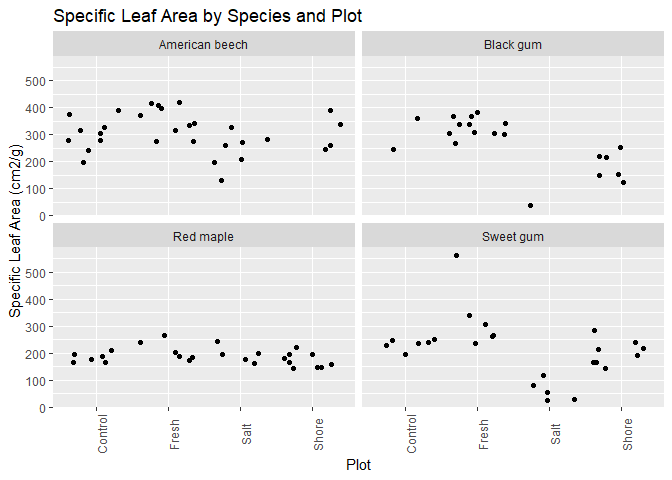 Specific Leaf Area by Species and Plot
American beech
Black gum
500
400
300
200
100
0
Red maple
Sweet gum
500
400
300
200
100
0
Specific Leaf Area (cm2/g)
Control
Fresh
Salt
Shore
Control
Fresh
Salt
Shore
Plot